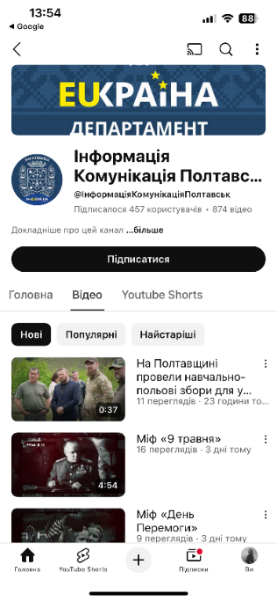 13:54
88
Google
EUКРАЇНА
ДЕПАРТАМЕНТ
Інформація
Комунікація Полтавс...
@ІнформаціяКомунікаціяПолтавськ
Підписалося 457 користувачів • 874 відео
Докладніше про цей канал ...більше
Підписатися
Головна Відео Youtube Shorts
Нові Популярні Найстаріші
На Полтавщині
провели навчально-
польові збори для у...
11 переглядів · 23 години то...
0:37
Міф «9 травня»
16 переглядів · 3 дні тому
4:54
Міф «День
Перемоги»
9 переглядів · 3 дні тому
Головна YouTube Shorts Підписки Ви